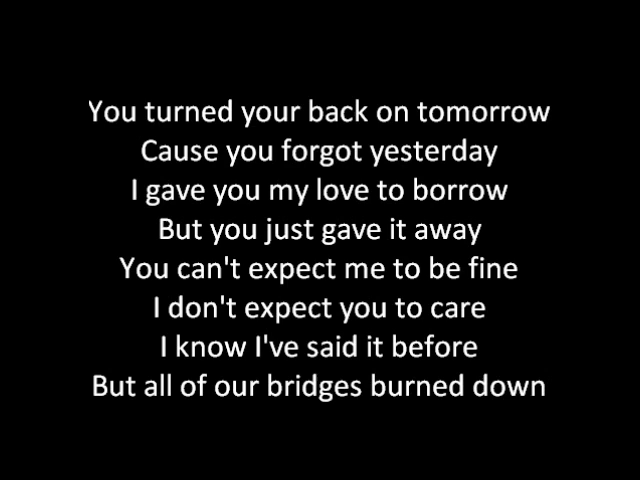 You turned your back on tomorrow
Cause you forgot yesterday
I gave you my love to borrow
But you just gave it away
You can't expect me to be fine
I don't expect you to care
I know I've said it before
But all of our bridges burned down